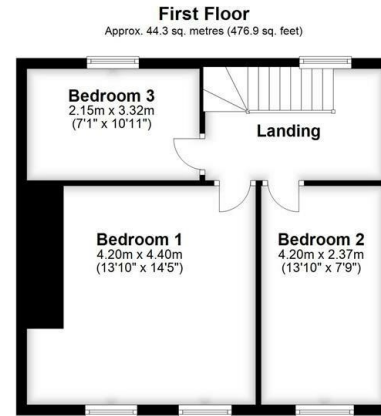 First Floor
Approx. 44.3 sq. metres (476.9 sq. feet)
Bedroom 3
2.15m x 3.32m
(7'1" x 10'11")
Landing
Bedroom 1
4.20m x 4.40m
(13'10" x 14'5")
Bedroom 2
4.20m x 2.37m
(13'10" x 7'9")